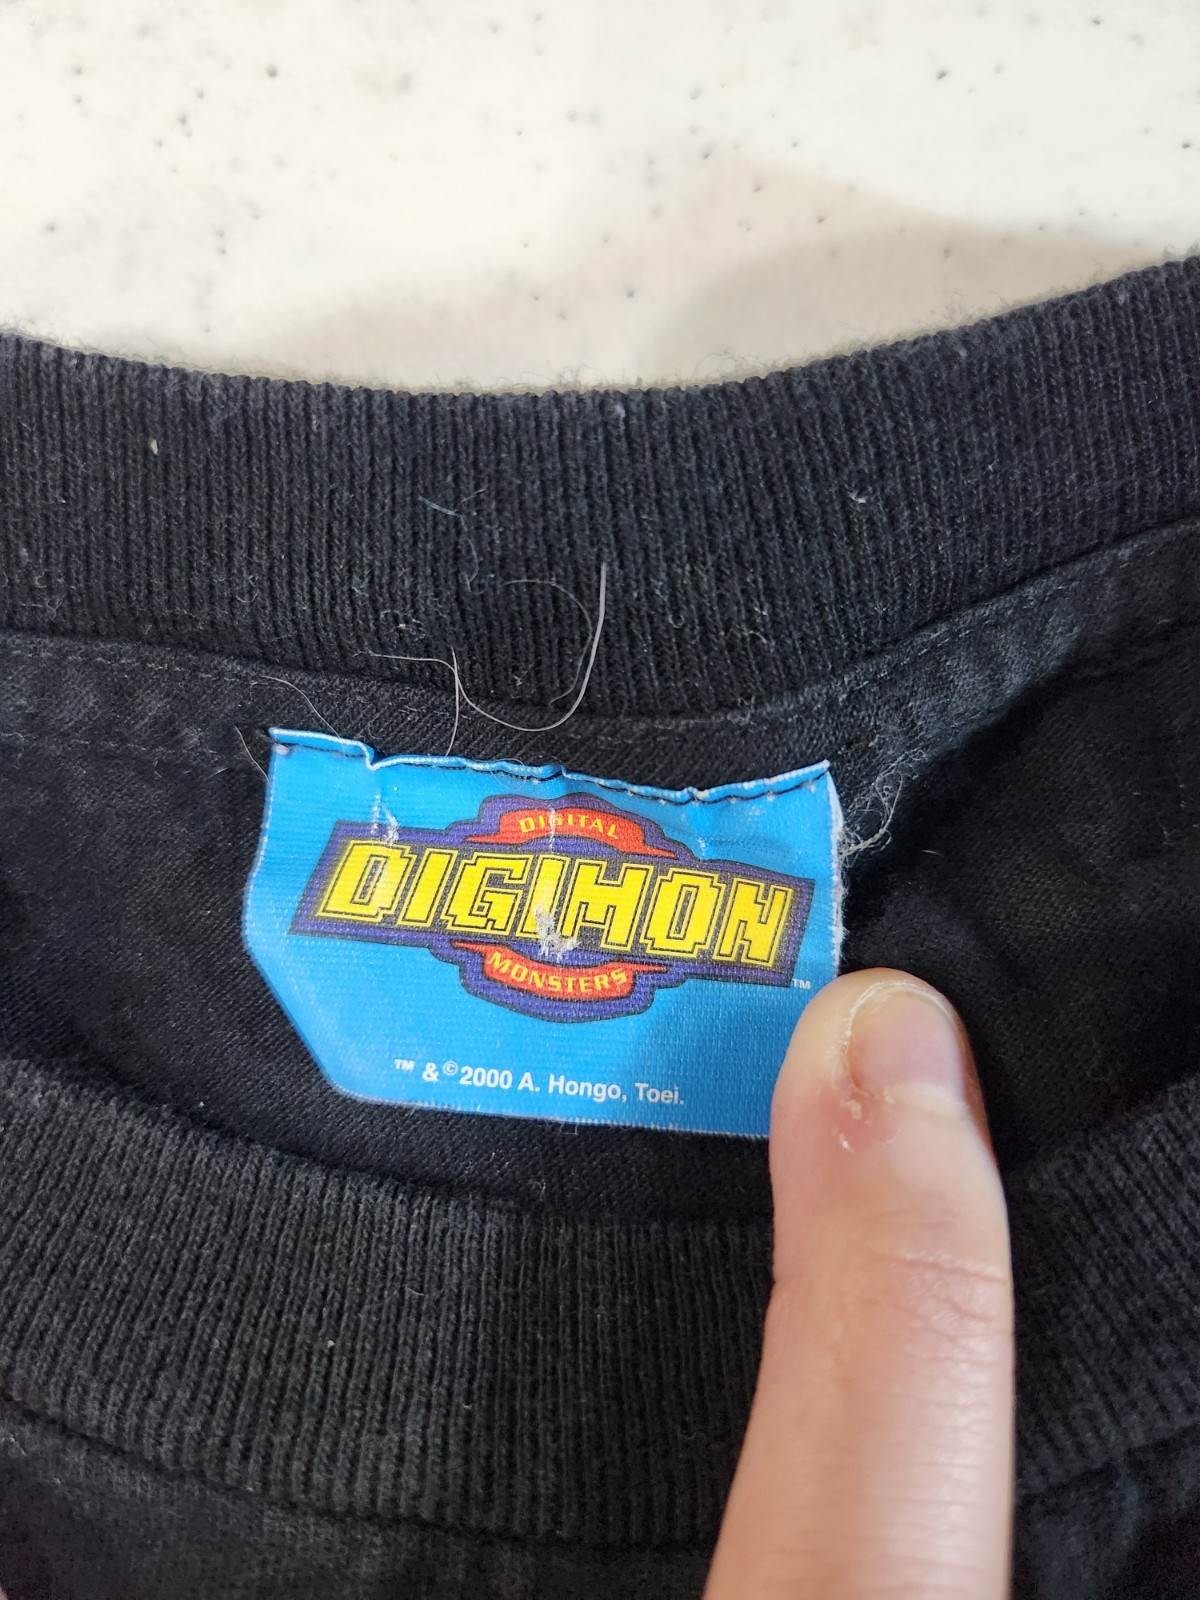 DIGITAL
DIGIMON
MONSTERS
TM
TM & ©2000 A. Hongo, Toei.